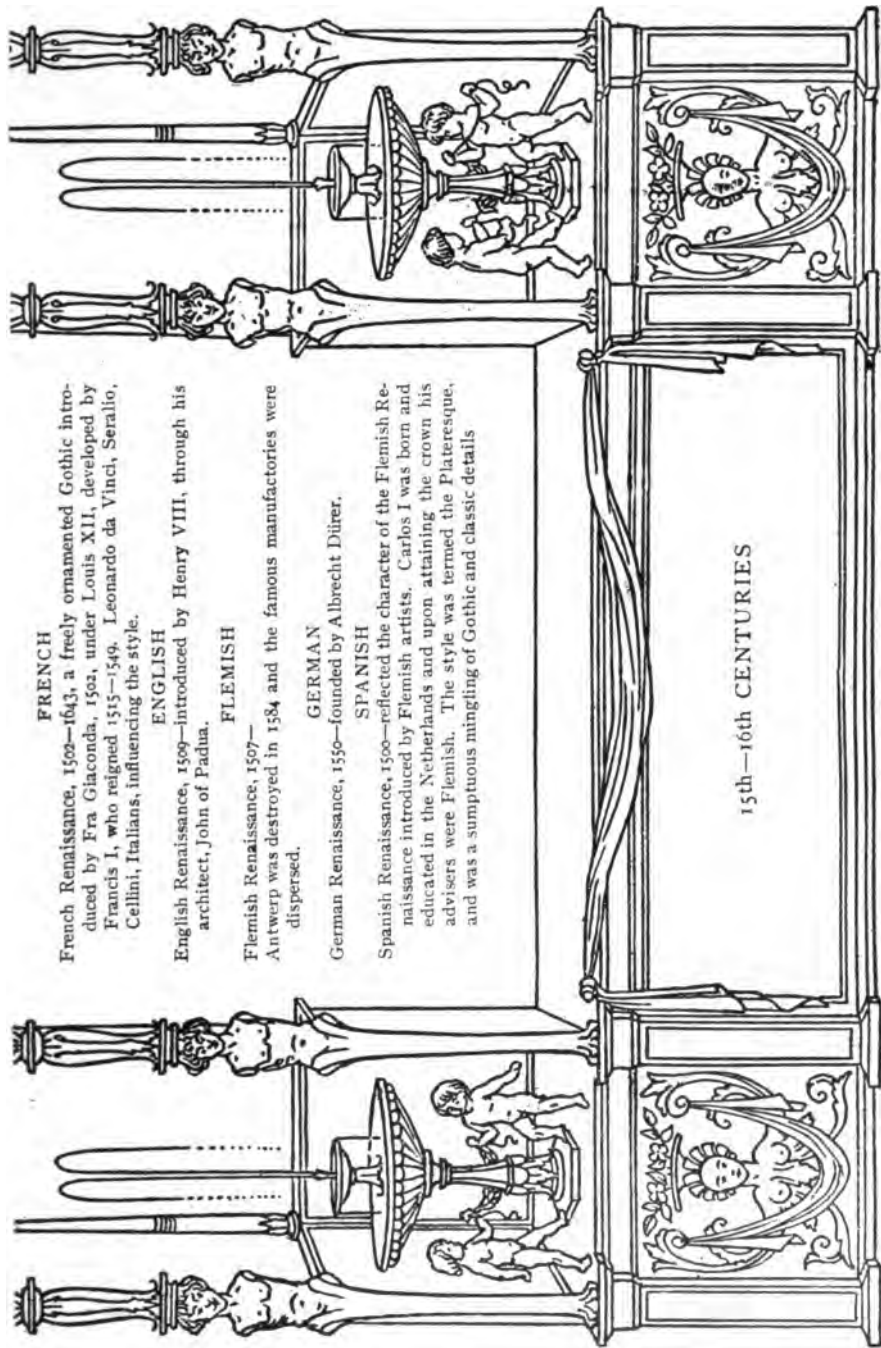 FRENCH
French Renaissance, 1502—1643, a freely ornamented Gothic intro-
duced by Fra Giaconda, 1502, under Louis XII, developed by
Francis I, who reigned 1515—1549. Leonardo da Vinci, Seralio,
Cellini, Italians, influencing the style.
ENGLISH
English Renaissance, 1509—introduced by Henry VIII, through his
architect, John of Padua.
FLEMISH
Flemish Renaissance, 1507—
Antwerp was destroyed in 1584 and the famous manufactories were
dispersed.
GERMAN
German Renaissance, 1550—founded by Albrecht Dürer.
SPANISH
Spanish Renaissance, 1500—reflected the character of the Flemish Re-
naissance introduced by Flemish artists. Carlos I was born and
educated in the Netherlands and upon attaining the crown his
advisers were Flemish. The style was termed the Plateresque,
and was a sumptuous mingling of Gothic and classic details
15th—16th CENTURIES